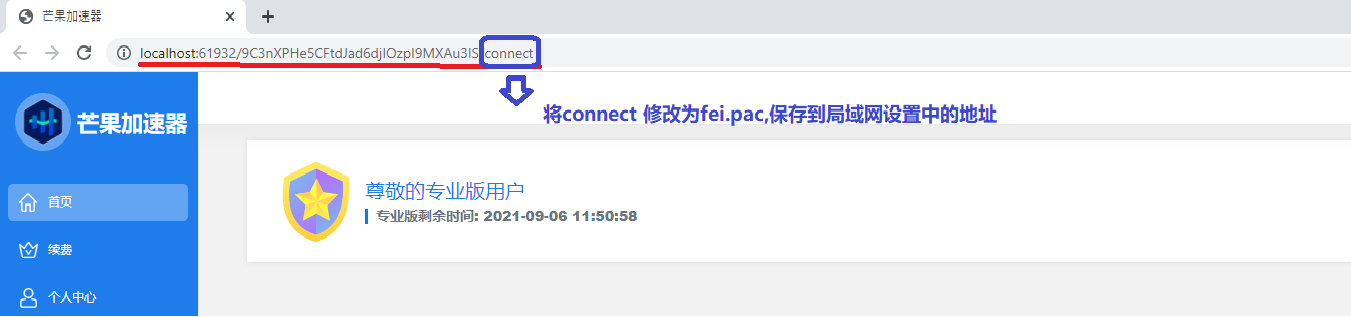 芒果加速器
localhost:61932/9C3nXPHe5CFtdJad6djIOzpI9MXAu3IS/connect
将connect 修改为fei.pac,保存到局域网设置中的地址
芒果加速器
尊敬的专业版用户
首页
专业版剩余时间: 2021-09-06 11:50:58
续费
个人中心